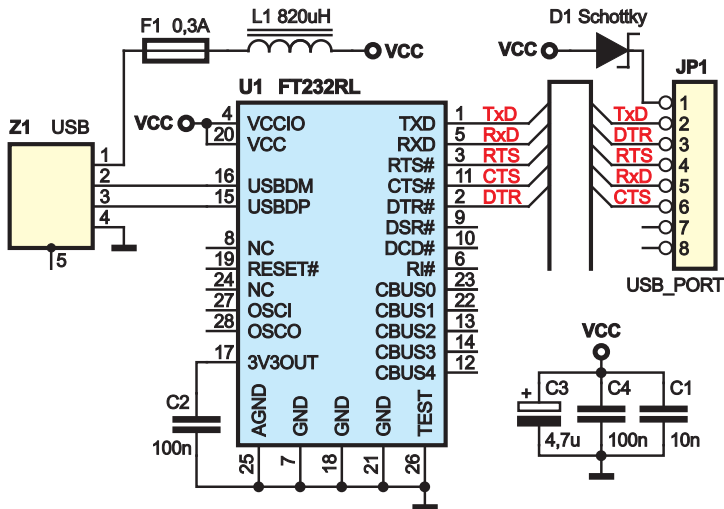 F1 0,3A
L1 820uH
VCC
D1 Schottky
VCC
JP1
U1 FT232RL
Z1 USB
VCC
4 VCCIO
20 VCC
16 USBDM
15 USBDP
8 NC
19 RESET#
24 NC
27 OSCI
28 OSCO
17 3V3OUT
TXD 1 TxD
RXD 5 RxD
RTS# 3 RTS
CTS# 11 CTS
DTR# 2 DTR
DSR# 9
DCD# 10
RI# 6
CBUS0 23
CBUS1 22
CBUS2 13
CBUS3 14
CBUS4 12
AGND 25
GND 7
GND 18
GND 21
TEST 26
1
2
3
4
5
1
TxD 2
DTR 3
RTS 4
RxD 5
CTS 6
7
8
USB_PORT
C2
100n
VCC
+ C3
4,7u
C4
100n
C1
10n